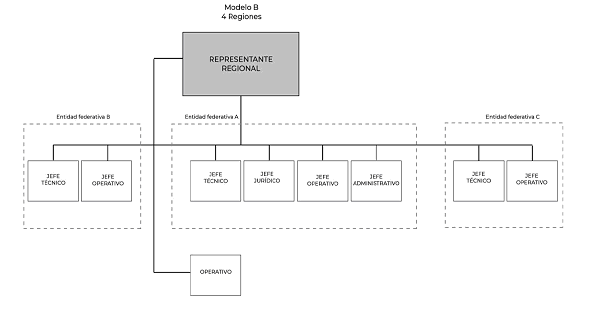 Modelo B
4 Regiones
REPRESENTANTE
REGIONAL
Entidad federativa B
Entidad federativa A
Entidad federativa C
JEFE
TÉCNICO
JEFE
OPERATIVO
JEFE
TÉCNICO
JEFE
JURÍDICO
JEFE
OPERATIVO
JEFE
ADMINISTRATIVO
JEFE
TÉCNICO
JEFE
OPERATIVO
OPERATIVO